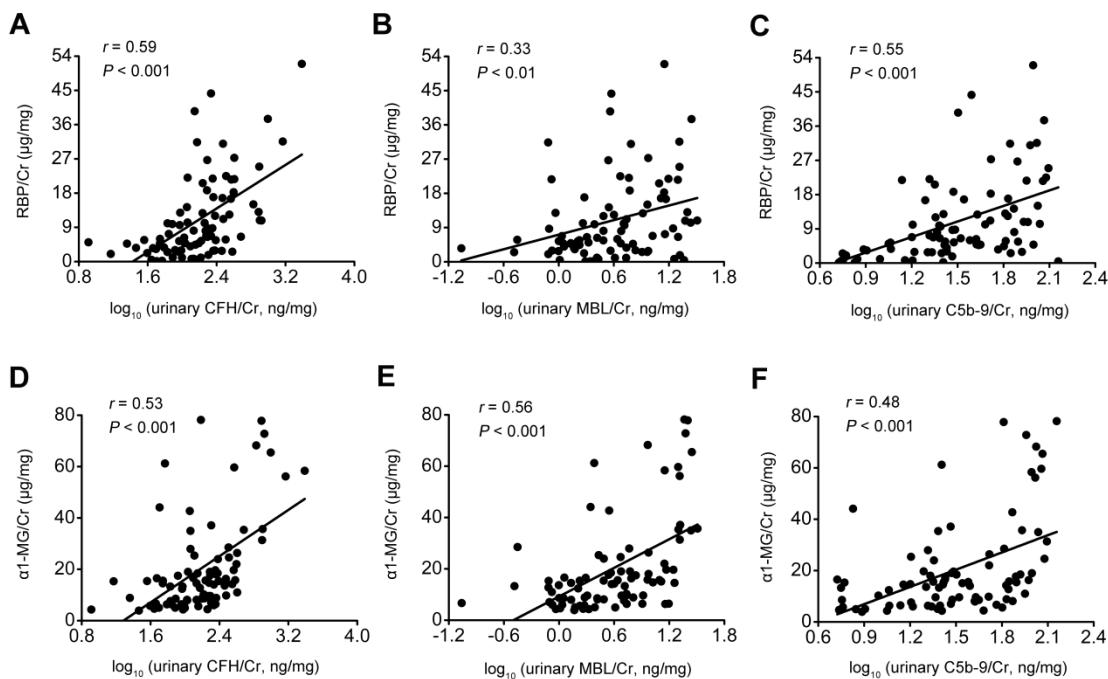 A
r = 0.59
P < 0.001
RBP/Cr (µg/mg)
54
45
36
27
18
9
0
0.8 1.6 2.4 3.2 4.0
log10 (urinary CFH/Cr, ng/mg)
B
r = 0.33
P < 0.01
RBP/Cr (µg/mg)
54
45
36
27
18
9
0
-1.2 -0.6 0.0 0.6 1.2 1.8
log10 (urinary MBL/Cr, ng/mg)
C
r = 0.55
P < 0.001
RBP/Cr (µg/mg)
54
45
36
27
18
9
0
0.6 0.9 1.2 1.5 1.8 2.1 2.4
log10 (urinary C5b-9/Cr, ng/mg)
D
r = 0.53
P < 0.001
α1-MG/Cr (µg/mg)
80
60
40
20
0
0.8 1.6 2.4 3.2 4.0
log10 (urinary CFH/Cr, ng/mg)
E
r = 0.56
P < 0.001
α1-MG/Cr (µg/mg)
80
60
40
20
0
-1.2 -0.6 0.0 0.6 1.2 1.8
log10 (urinary MBL/Cr, ng/mg)
F
r = 0.48
P < 0.001
α1-MG/Cr (µg/mg)
80
60
40
20
0
0.6 0.9 1.2 1.5 1.8 2.1 2.4
log10 (urinary C5b-9/Cr, ng/mg)